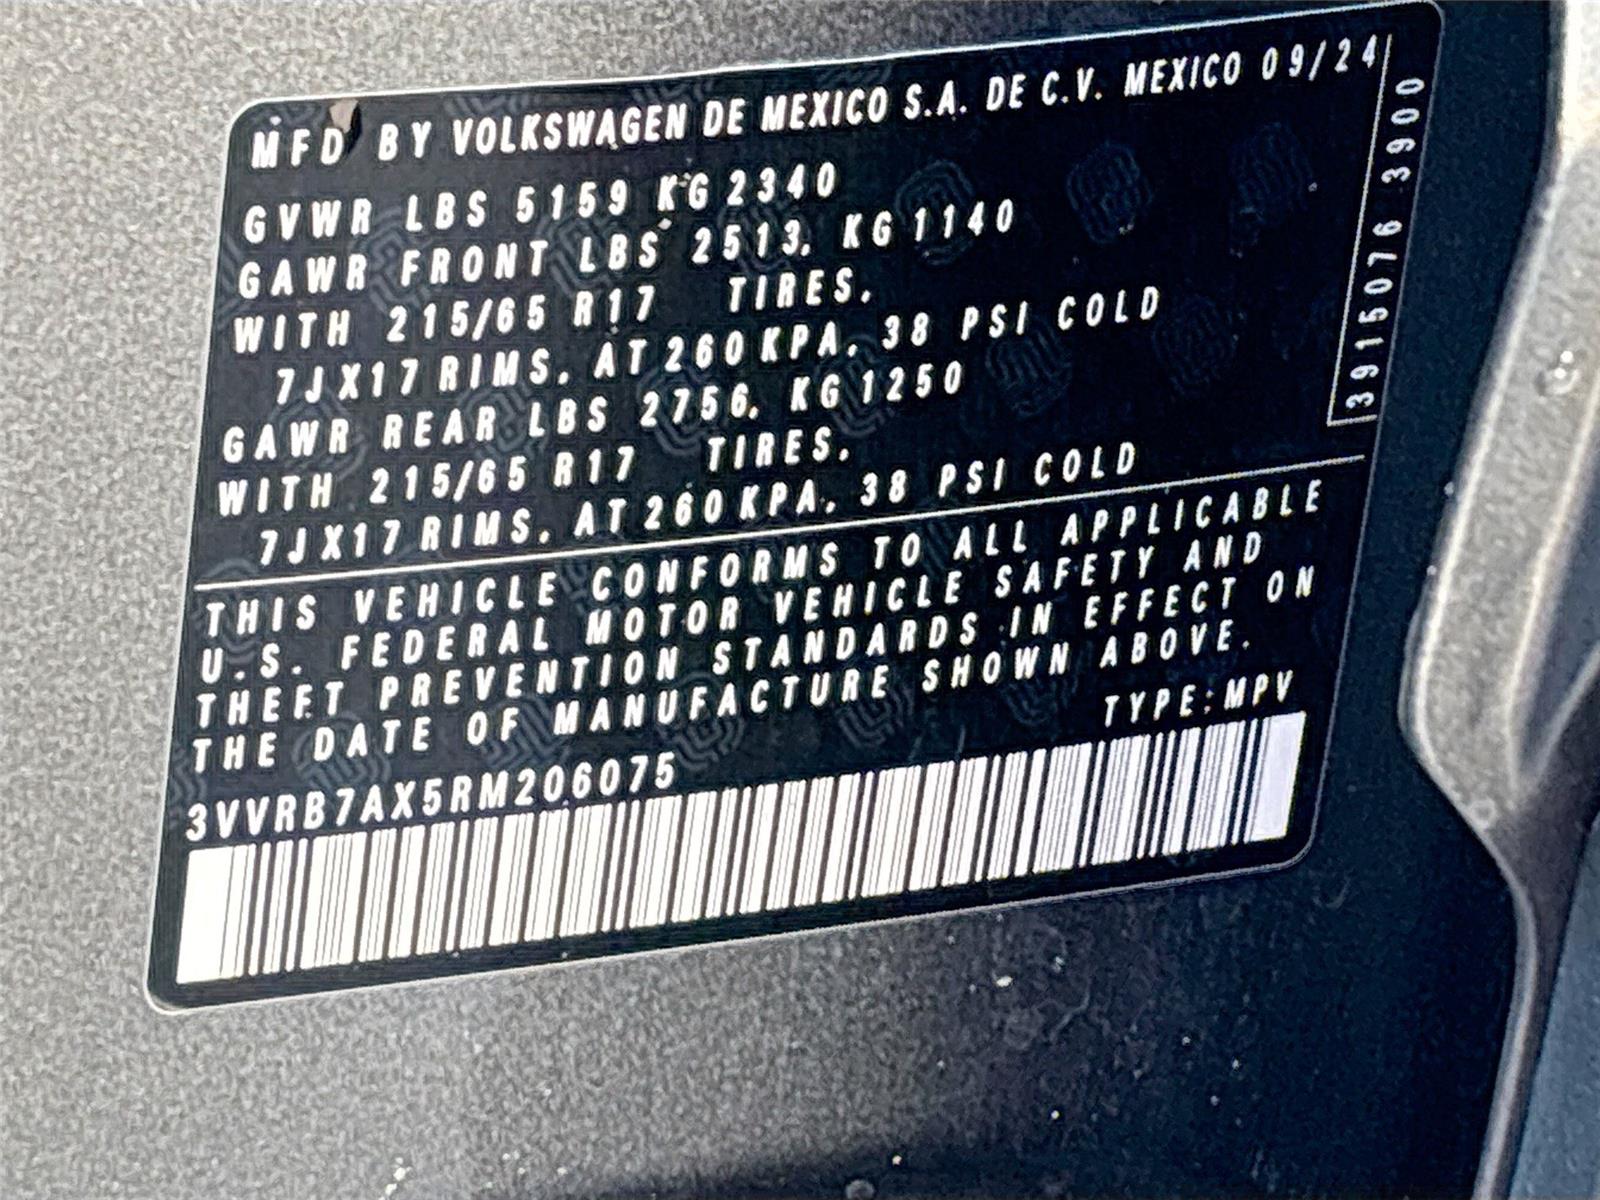 MFD BY VOLKSWAGEN DE MEXICO S.A. DE C.V. MEXICO 09/24
GVWR LBS 5159 KG 2340
GAWR FRONT LBS 2513. KG 1140
WITH 215/65 R17 TIRES.
7JX17 RIMS. AT 260 KPA. 38 PSI COLD
GAWR REAR LBS 2756. KG 1250
WITH 215/65 R17 TIRES.
7JX17 RIMS. AT 260 KPA. 38 PSI COLD
THIS VEHICLE CONFORMS TO ALL APPLICABLE
U.S. FEDERAL MOTOR VEHICLE SAFETY AND
THEFT PREVENTION STANDARDS IN EFFECT ON
THE DATE OF MANUFACTURE SHOWN ABOVE.
TYPE:MPV
3VVRB7AX5RM206075
3915076 3900